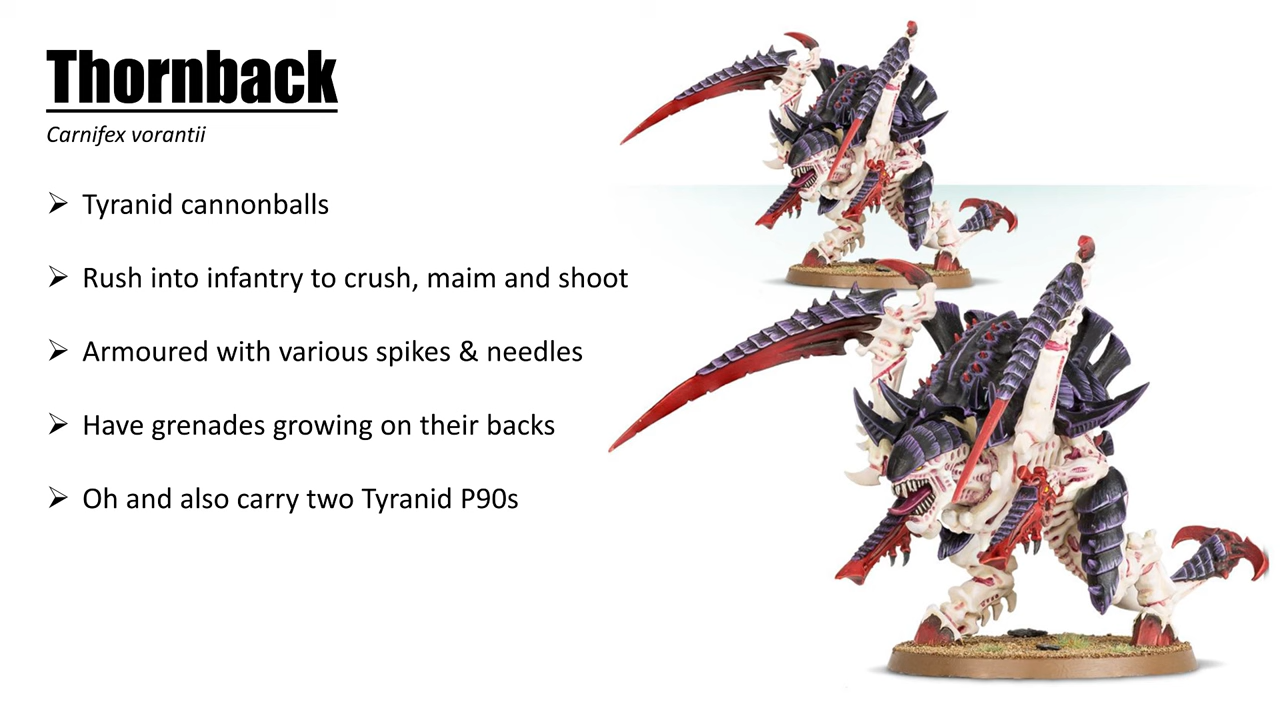 Thornback
Carnifex vorantii
➢ Tyranid cannonballs
➢ Rush into infantry to crush, maim and shoot
➢ Armoured with various spikes & needles
➢ Have grenades growing on their backs
➢ Oh and also carry two Tyranid P90s